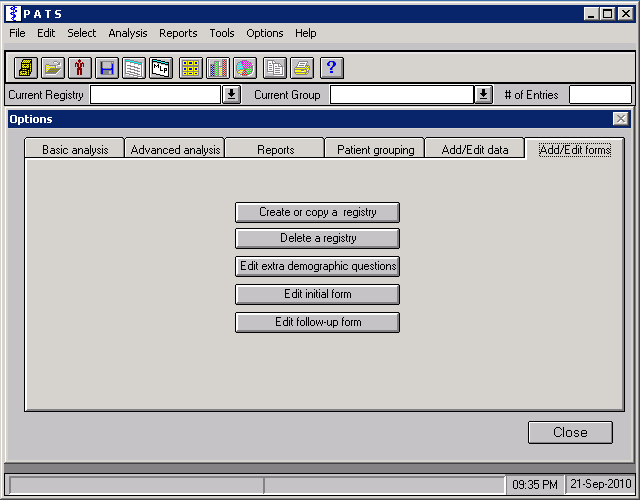 P A T S
File Edit Select Analysis Reports Tools Options Help
MLP ?
Current Registry Current Group # of Entries
Options
Basic analysis Advanced analysis Reports Patient grouping Add/Edit data Add/Edit forms
Create or copy a registry
Delete a registry
Edit extra demographic questions
Edit initial form
Edit follow-up form
Close
09:35 PM 21-Sep-2010